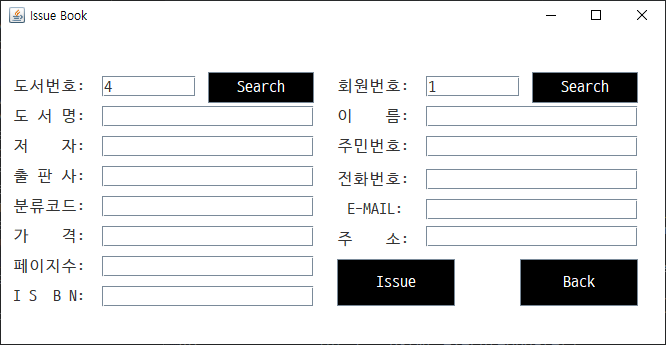 Issue Book
도서번호: 4 Search
도 서 명:
저 자:
출 판 사:
분류코드:
가 격:
페이지수:
I S B N:
회원번호: 1 Search
이 름:
주민번호:
전화번호:
E-MAIL:
주 소:
Issue Back